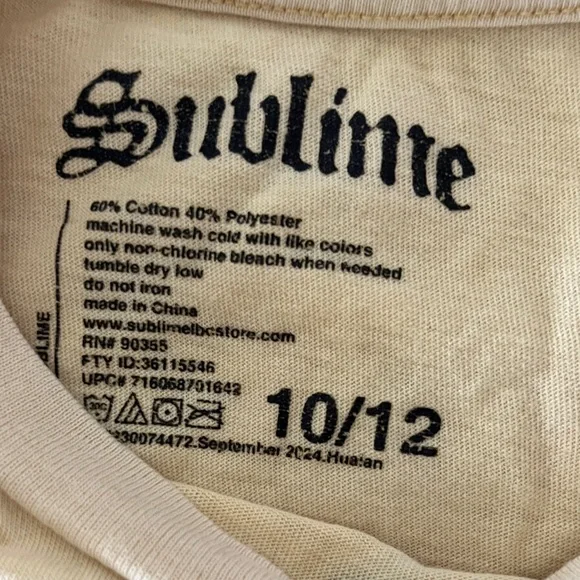 Sublime
60% Cotton 40% Polyester
machine wash cold with like colors
only non-chlorine bleach when needed
tumble dry low
do not iron
made in China
www.sublimelbcstore.com
RN# 90355
FTY ID:36115546
UPC# 716068791642
10/12
30074472.September 2024.Huatan